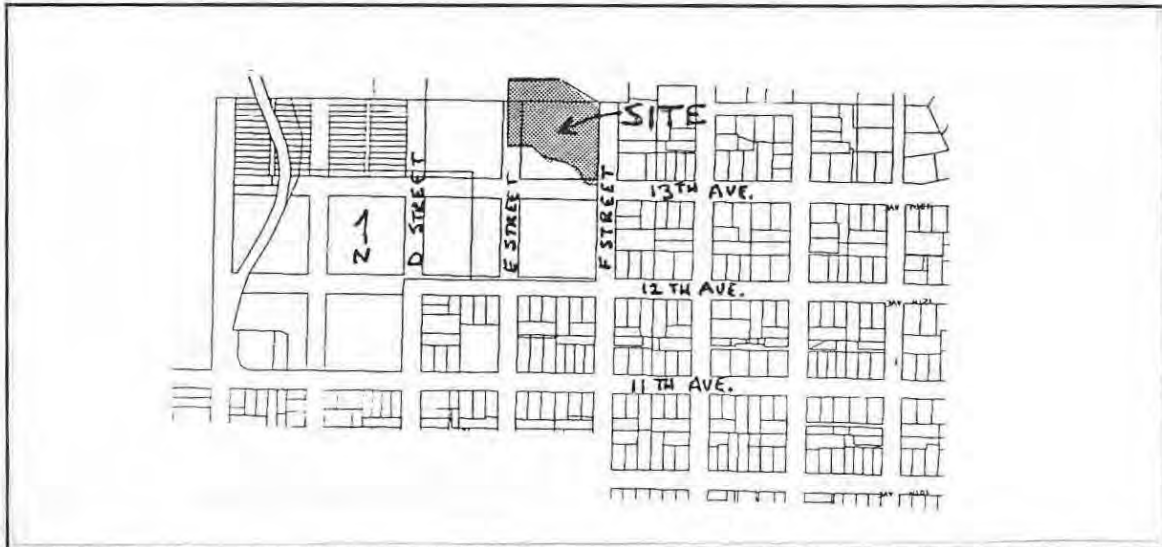 SITE
13TH AVE.
D STREET
E STREET
F STREET
12 TH AVE.
11 TH AVE.